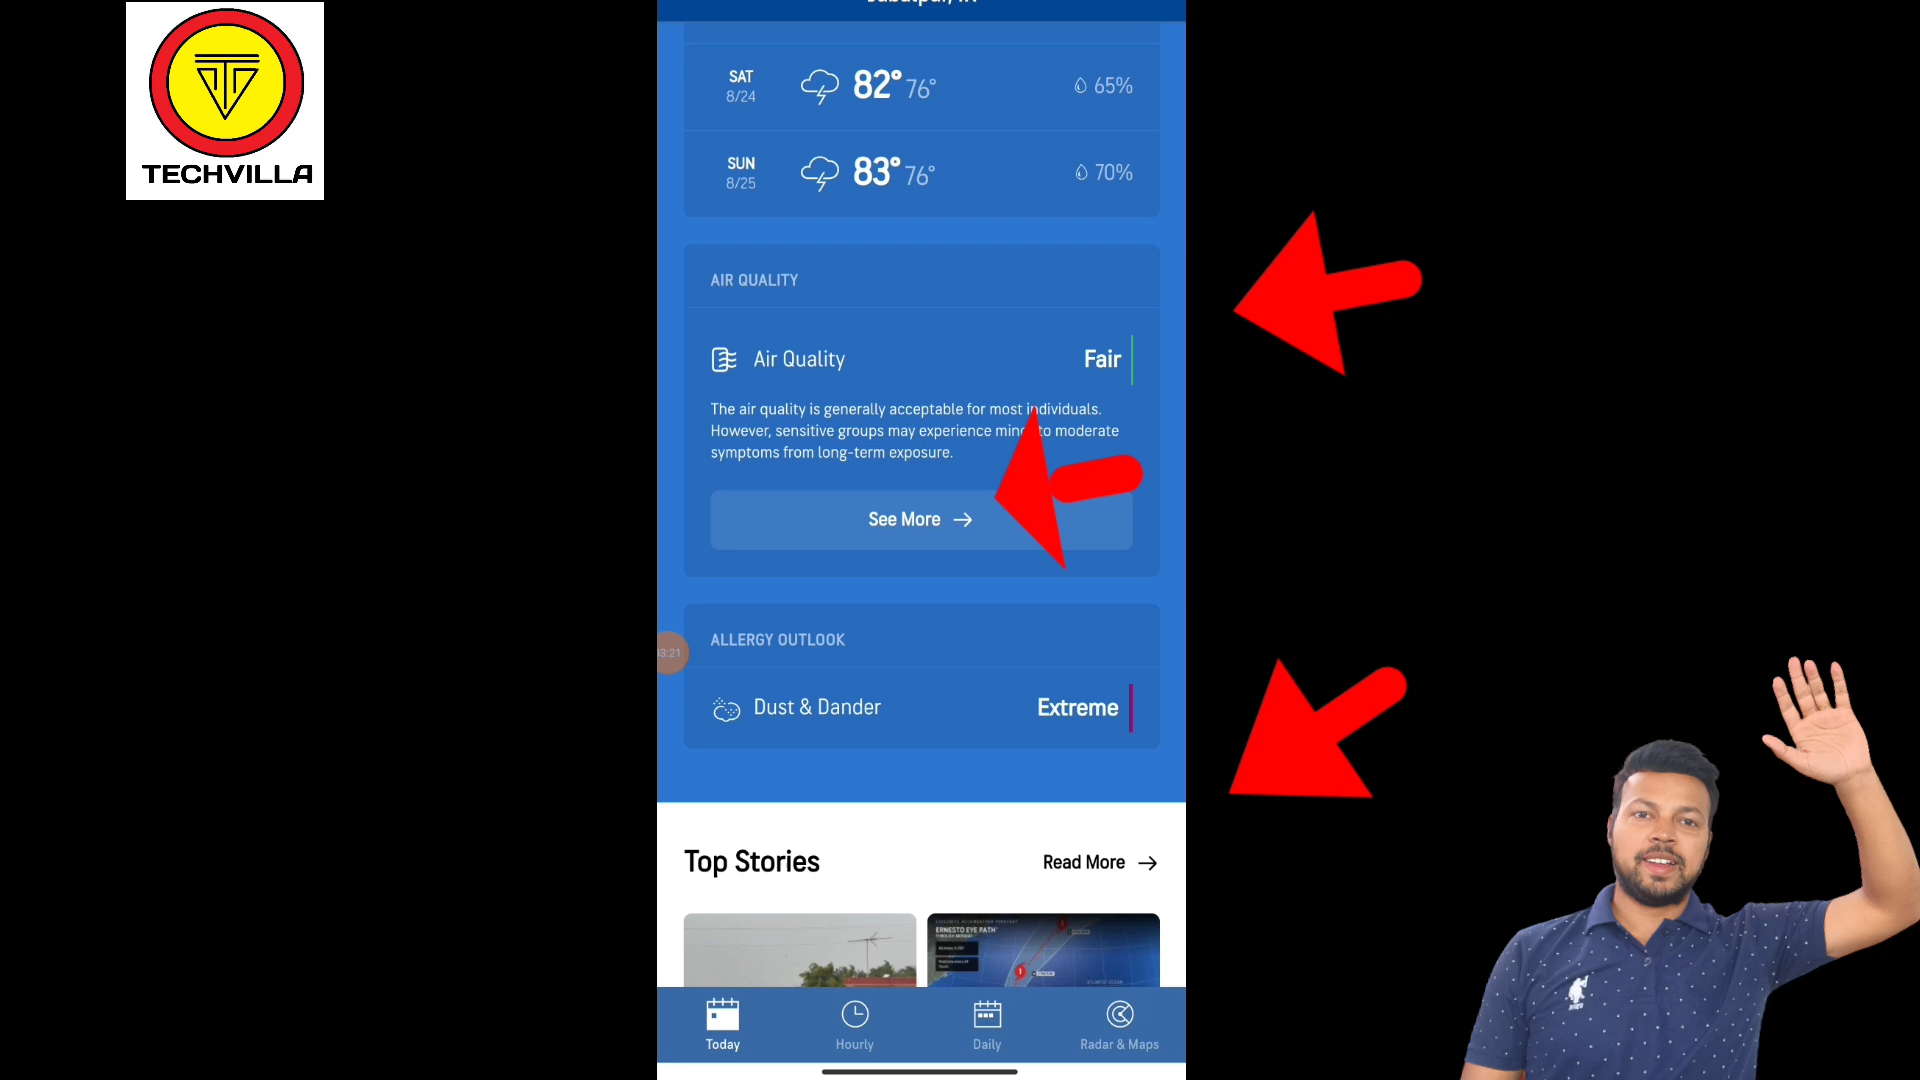 TECHVILLA
SAT
8/24
82° 76°
65%
SUN
8/25
83° 76°
70%
AIR QUALITY
Air Quality
Fair
The air quality is generally acceptable for most individuals.
However, sensitive groups may experience minor to moderate
symptoms from long-term exposure.
See More →
ALLERGY OUTLOOK
03:21
Dust & Dander
Extreme
Top Stories
Read More →
ERNESTO EYE PATH
Today
Hourly
Daily
Radar & Maps